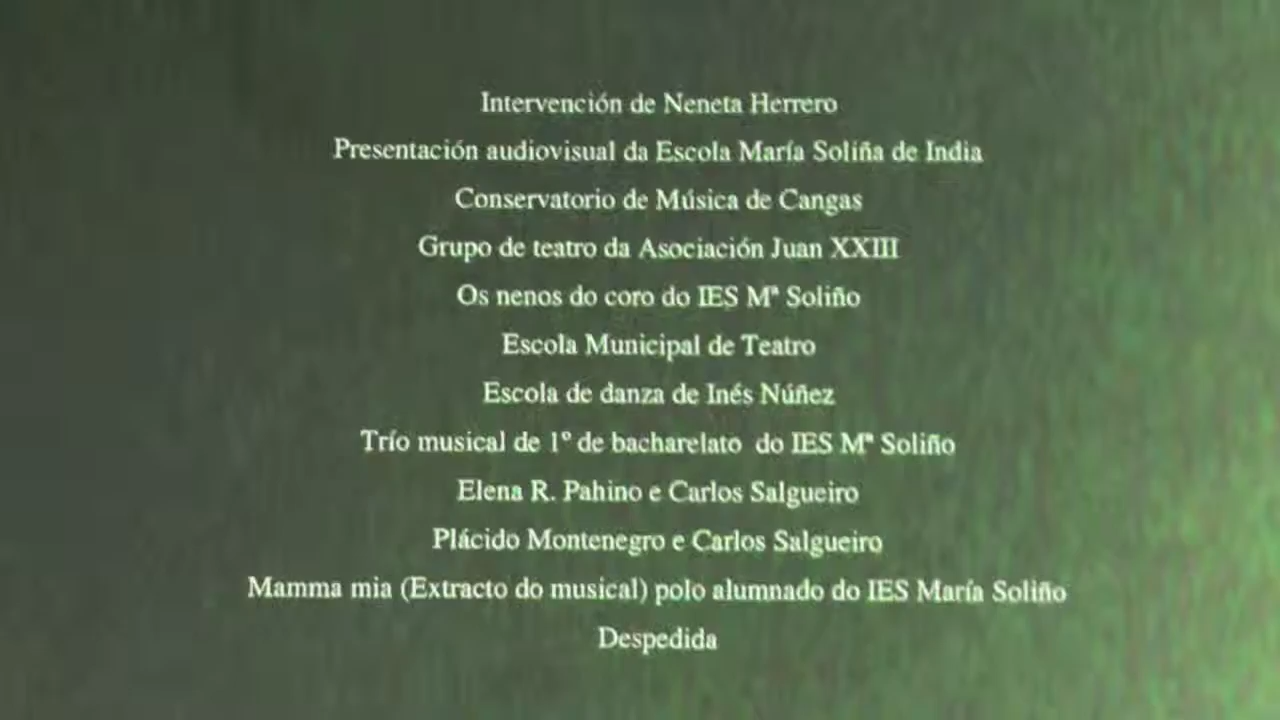 Intervención de Neneta Herrero
Presentación audiovisual da Escola María Soliña de India
Conservatorio de Música de Cangas
Grupo de teatro da Asociación Juan XXIII
Os nenos do coro do IES Mª Soliño
Escola Municipal de Teatro
Escola de danza de Inés Núñez
Trío musical de 1º de bacharelato do IES Mª Soliño
Elena R. Pahino e Carlos Salgueiro
Plácido Montenegro e Carlos Salgueiro
Mamma mia (Extracto do musical) polo alumnado do IES María Soliño
Despedida